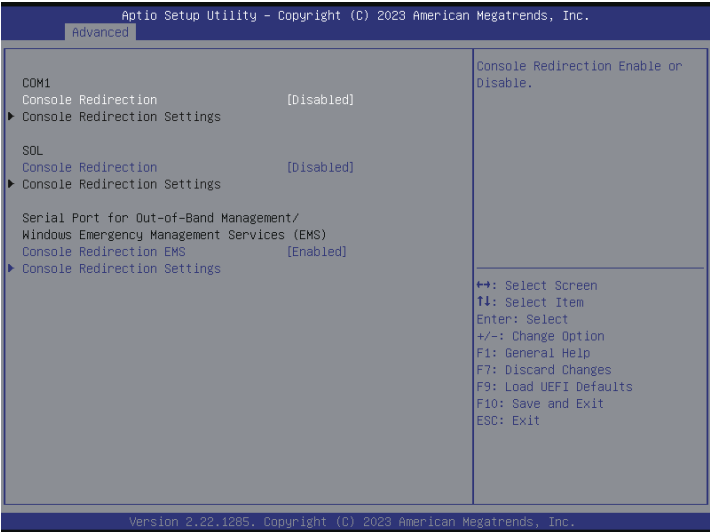 Aptio Setup Utility – Copyright (C) 2023 American Megatrends, Inc.
Advanced
COM1
Console Redirection [Disabled]
Console Redirection Settings
SOL
Console Redirection [Disabled]
Console Redirection Settings
Serial Port for Out-of-Band Management/
Windows Emergency Management Services (EMS)
Console Redirection EMS [Enabled]
Console Redirection Settings
Console Redirection Enable or
Disable.
↔: Select Screen
↑↓: Select Item
Enter: Select
+/-: Change Option
F1: General Help
F7: Discard Changes
F9: Load UEFI Defaults
F10: Save and Exit
ESC: Exit
Version 2.22.1285. Copyright (C) 2023 American Megatrends, Inc.